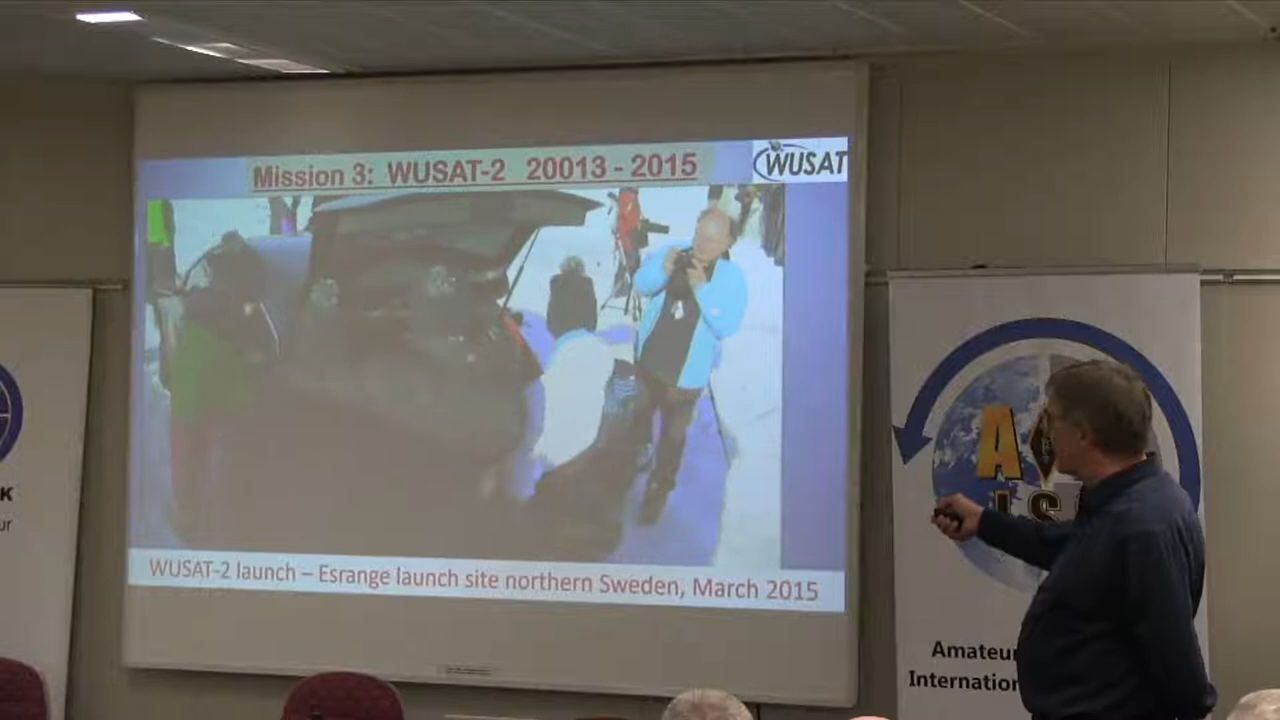 Mission 3: WUSAT-2 20013 - 2015
WUSAT
WUSAT-2 launch – Esrange launch site northern Sweden, March 2015
K
ur
A
I S
Amateur
Internation